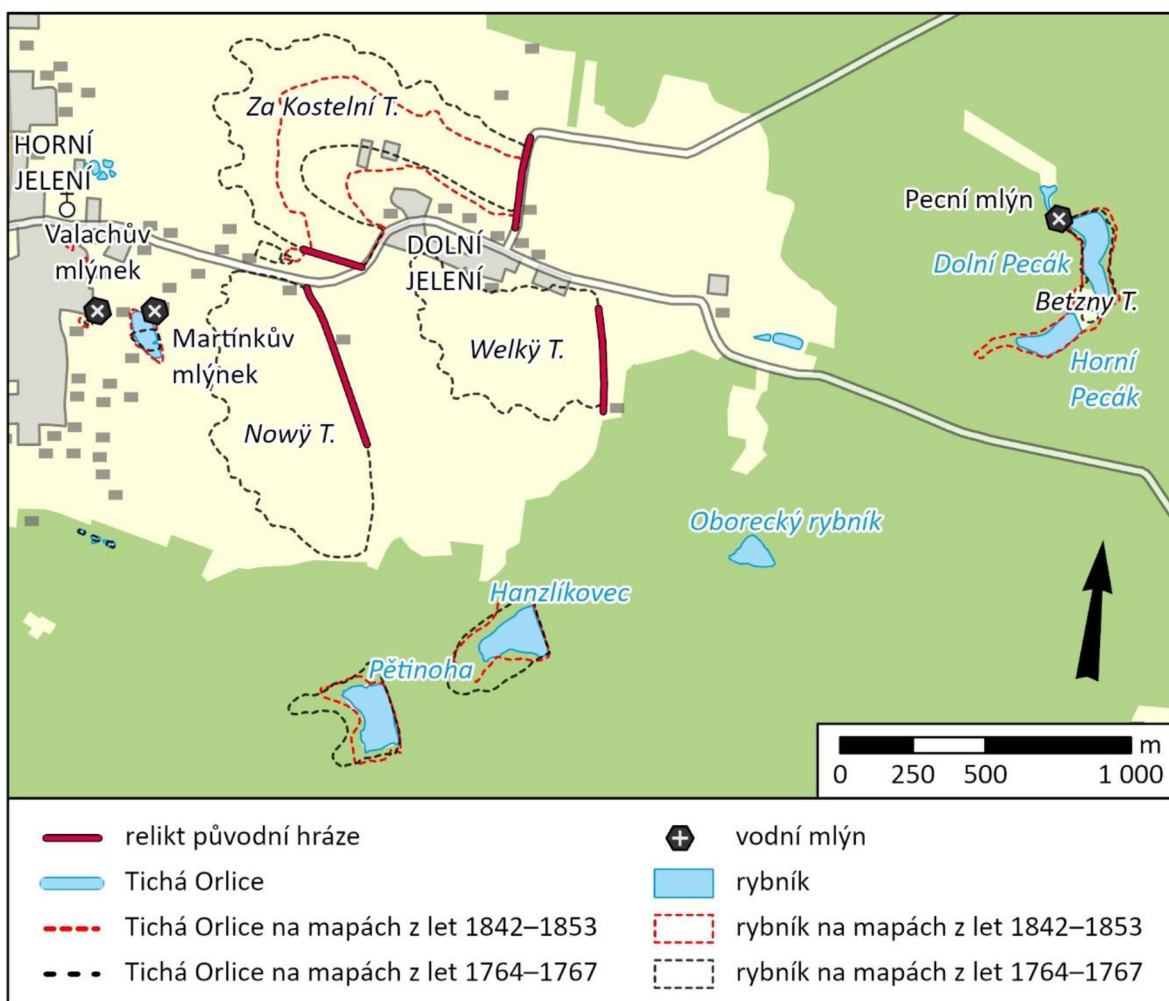 Za Kostelní T.
HORNÍ
JELENÍ
Valachův
mlýnek
DOLNÍ
JELENÍ
Pecní mlýn
Dolní Pecák
Betzny T.
Horní
Pecák
Martínkův
mlýnek
Welkÿ T.
Nowÿ T.
Oborecký rybník
Hanzlíkovec
Pětinoha
m
0 250 500 1 000
relikt původní hráze
Tichá Orlice
Tichá Orlice na mapách z let 1842–1853
Tichá Orlice na mapách z let 1764–1767
vodní mlýn
rybník
rybník na mapách z let 1842–1853
rybník na mapách z let 1764–1767